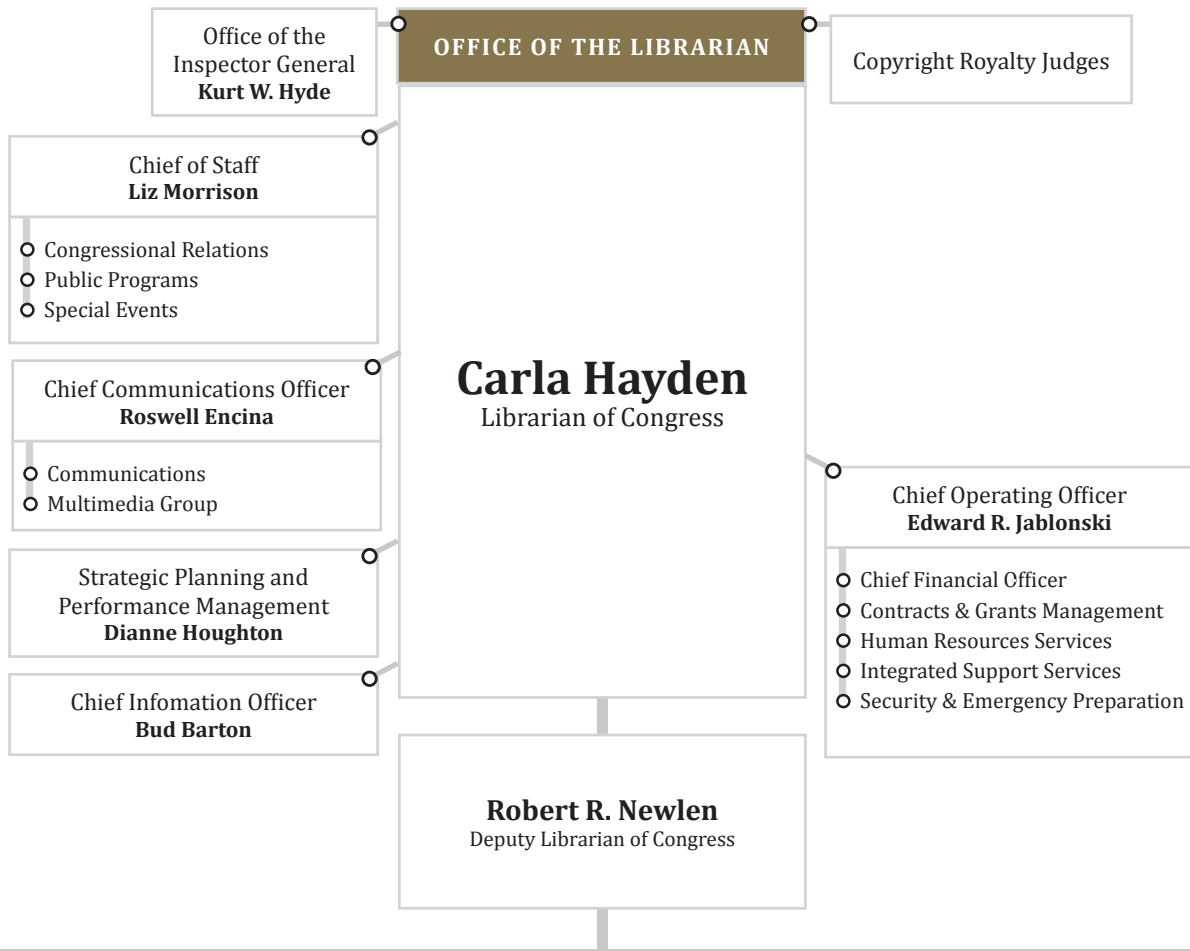 Office of the
Inspector General
Kurt W. Hyde
OFFICE OF THE LIBRARIAN
Copyright Royalty Judges
Chief of Staff
Liz Morrison
Congressional Relations
Public Programs
Special Events
Chief Communications Officer
Roswell Encina
Communications
Multimedia Group
Strategic Planning and
Performance Management
Dianne Houghton
Chief Infomation Officer
Bud Barton
Carla Hayden
Librarian of Congress
Chief Operating Officer
Edward R. Jablonski
Chief Financial Officer
Contracts & Grants Management
Human Resources Services
Integrated Support Services
Security & Emergency Preparation
Robert R. Newlen
Deputy Librarian of Congress